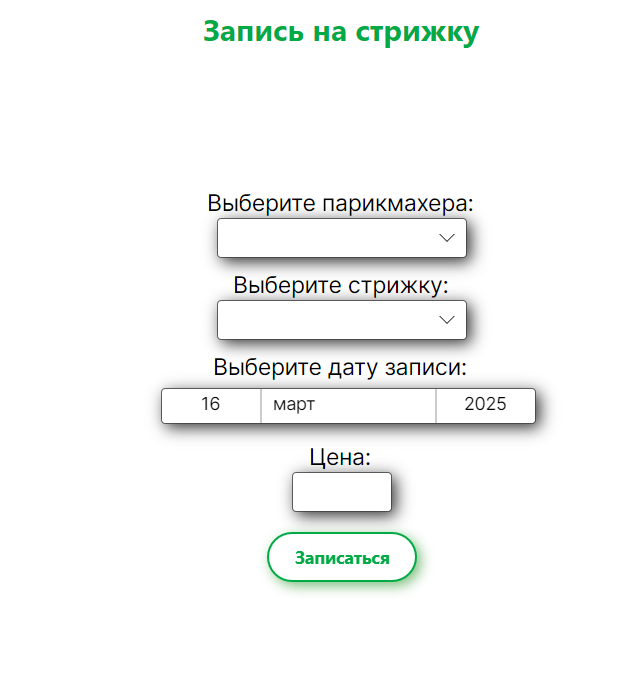 Запись на стрижку
Выберите парикмахера:
Выберите стрижку:
Выберите дату записи:
16 март 2025
Цена:
Записаться